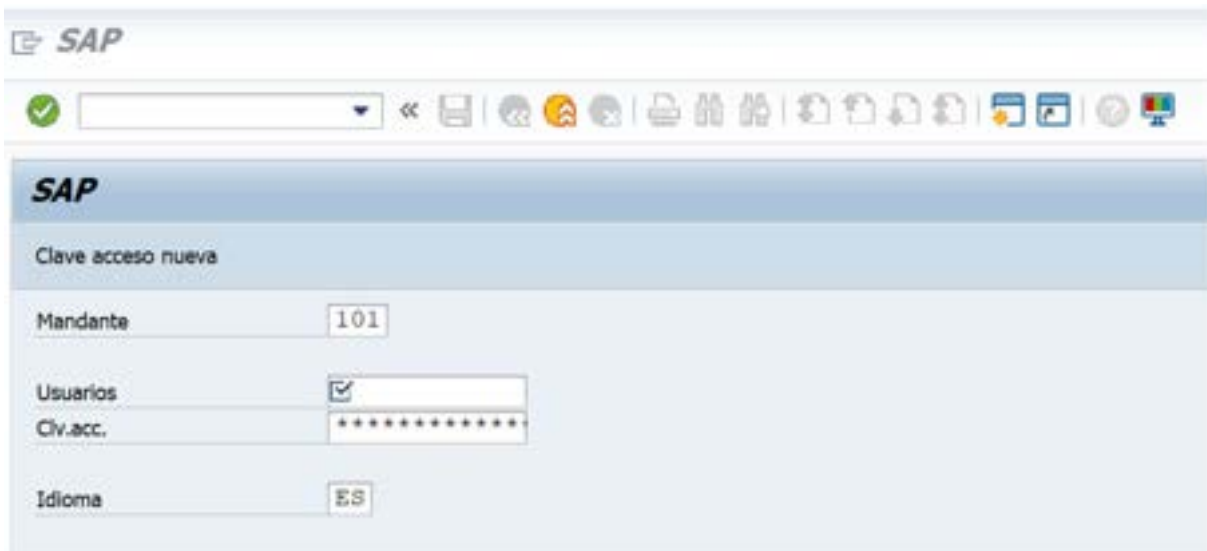 SAP
SAP
Clave acceso nueva
Mandante 101
Usuarios
Clv.acc. *************
Idioma ES